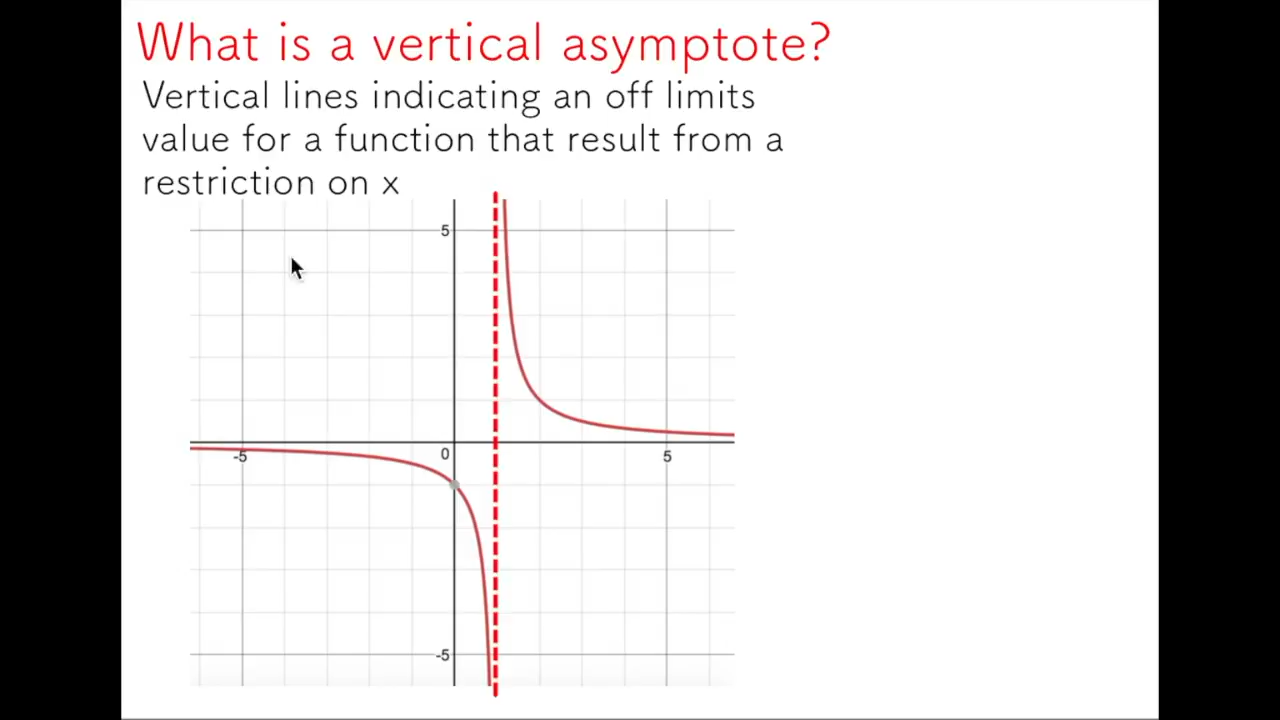 What is a vertical asymptote?
Vertical lines indicating an off limits
value for a function that result from a
restriction on x
5
-5
0
5
-5